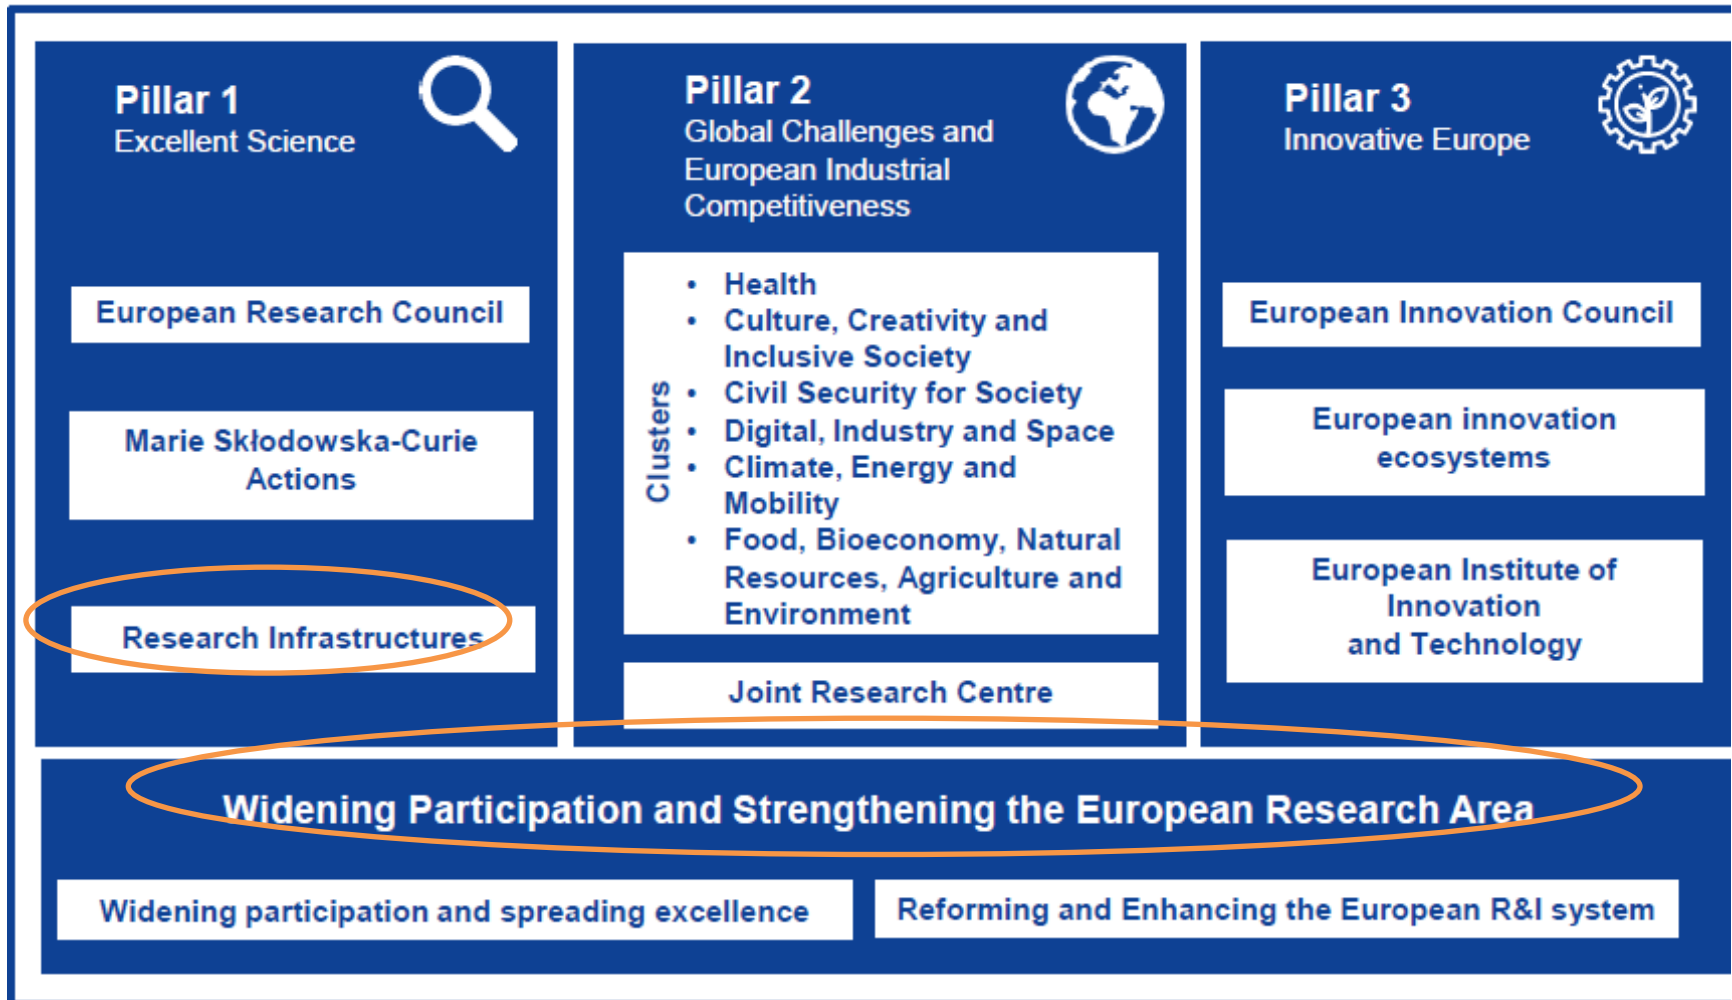 Pillar 1
Excellent Science
European Research Council
Marie Skłodowska-Curie
Actions
Research Infrastructures
Pillar 2
Global Challenges and
European Industrial
Competitiveness
Clusters
• Health
• Culture, Creativity and
Inclusive Society
• Civil Security for Society
• Digital, Industry and Space
• Climate, Energy and
Mobility
• Food, Bioeconomy, Natural
Resources, Agriculture and
Environment
Joint Research Centre
Pillar 3
Innovative Europe
European Innovation Council
European innovation
ecosystems
European Institute of
Innovation
and Technology
Widening Participation and Strengthening the European Research Area
Widening participation and spreading excellence
Reforming and Enhancing the European R&I system